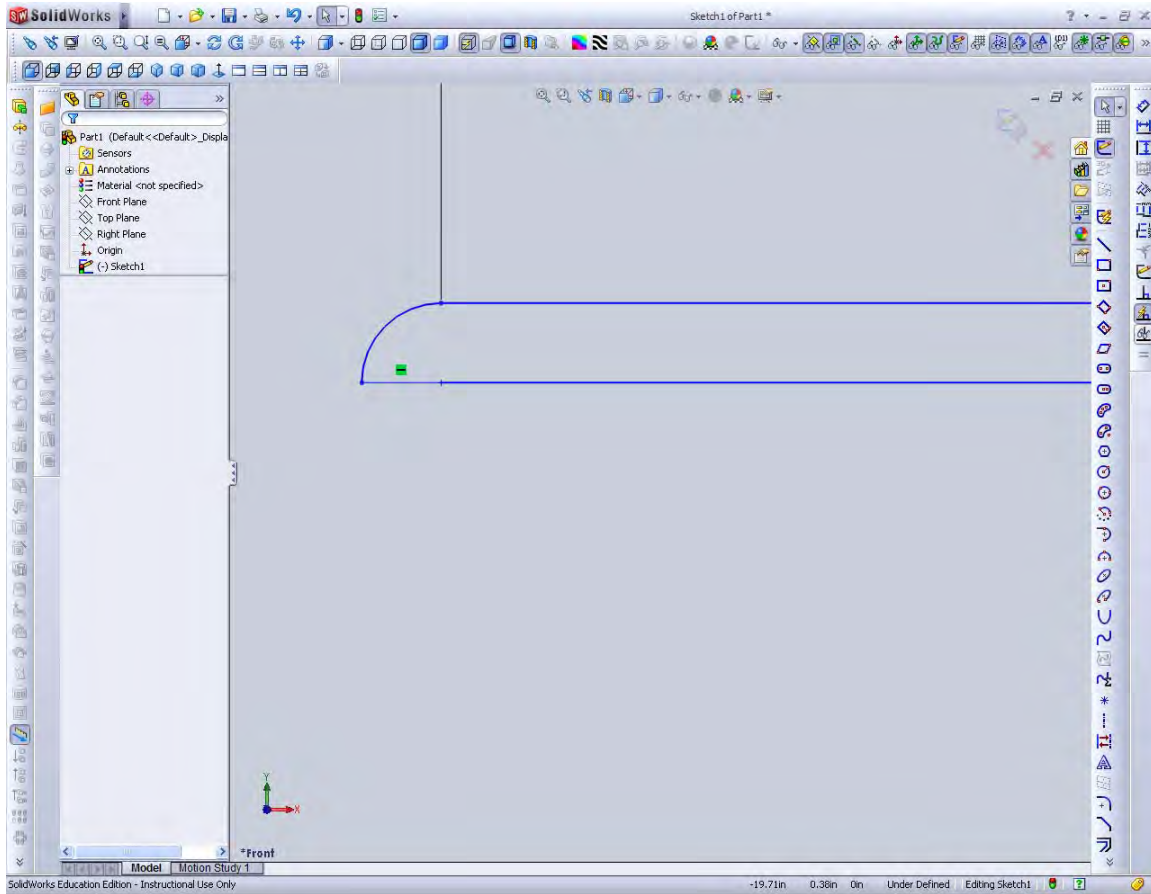 SW SolidWorks
Sketch1 of Part1 *
Part1 (Default<<Default>_Displa
Sensors
A Annotations
Material <not specified>
Front Plane
Top Plane
Right Plane
Origin
(-) Sketch1
Y
X
*Front
Model Motion Study 1
SolidWorks Education Edition - Instructional Use Only
-19.71in 0.38in 0in Under Defined Editing Sketch1